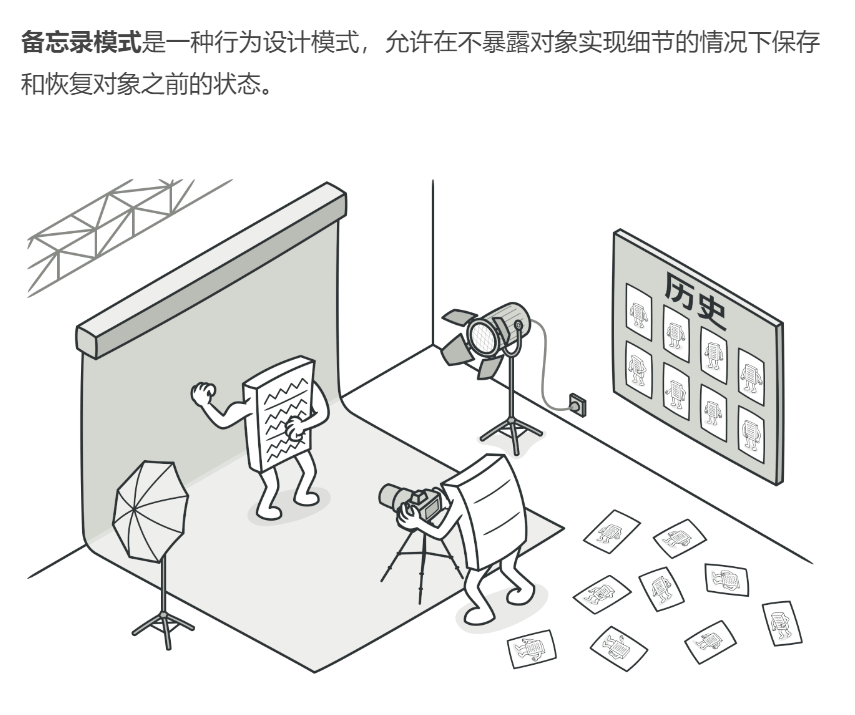 备忘录模式是一种行为设计模式，允许在不暴露对象实现细节的情况下保存
和恢复对象之前的状态。
历史